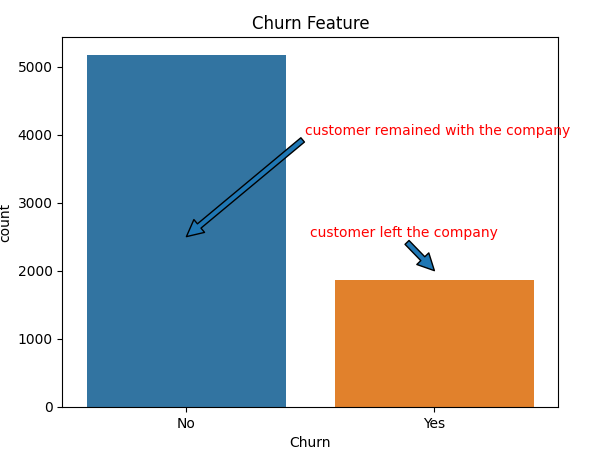 Churn Feature
5000
4000
3000
2000
1000
0
count
customer remained with the company
customer left the company
No
Yes
Churn